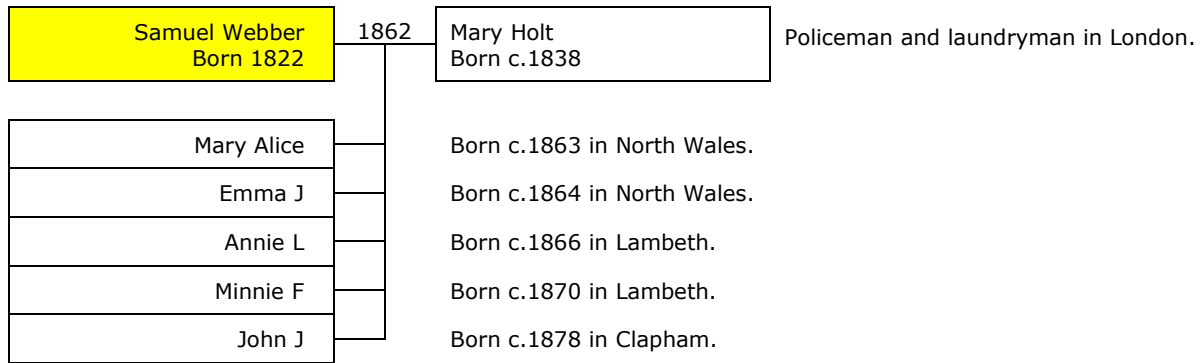 Samuel Webber
Born 1822
1862
Mary Holt
Born c.1838
Policeman and laundryman in London.
Mary Alice
Born c.1863 in North Wales.
Emma J
Born c.1864 in North Wales.
Annie L
Born c.1866 in Lambeth.
Minnie F
Born c.1870 in Lambeth.
John J
Born c.1878 in Clapham.